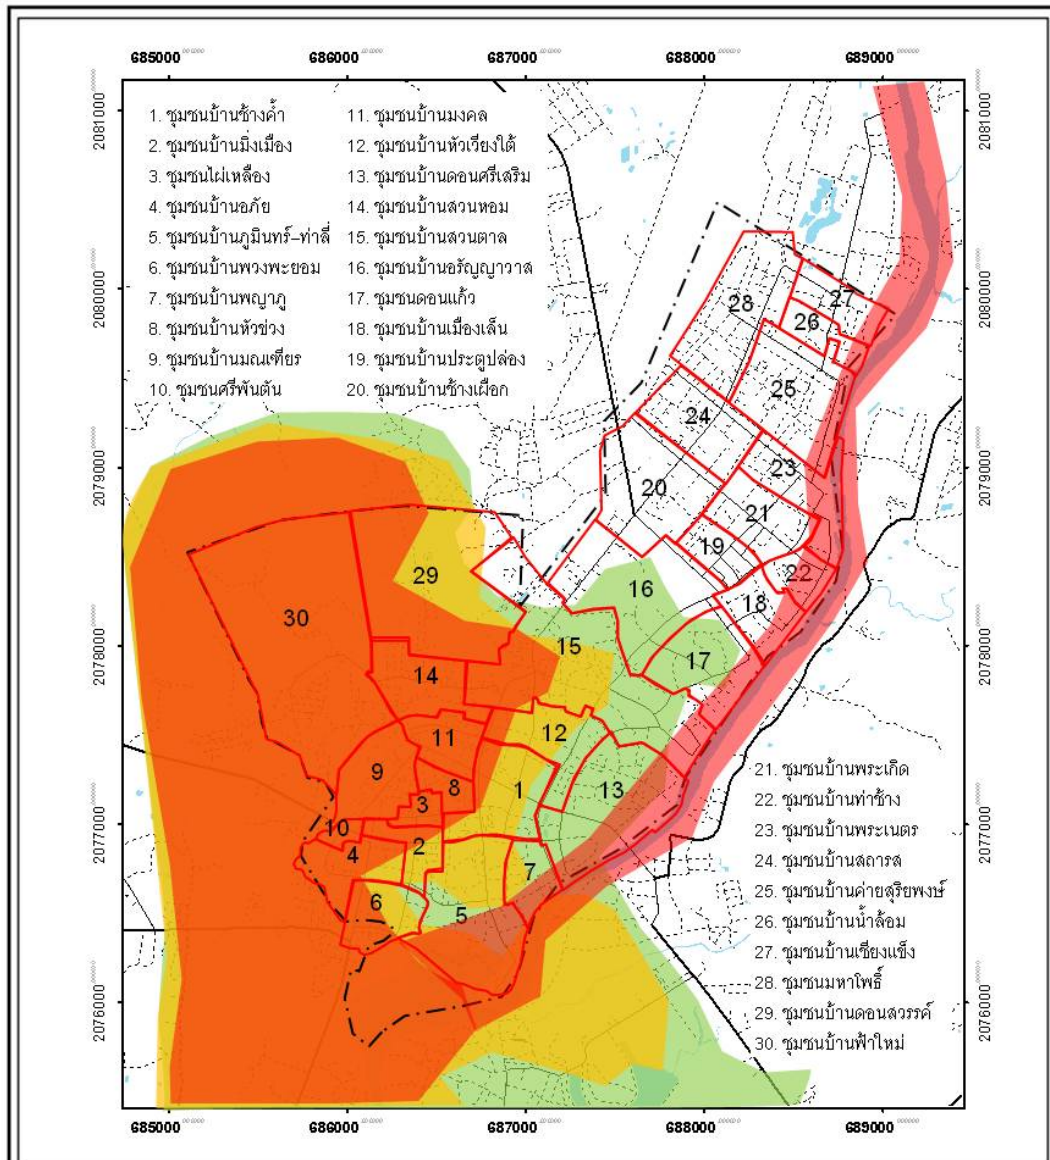 685000 686000 687000 688000 689000
2081000 2081000
2080000 2080000
2079000 2079000
2078000 2078000
2077000 2077000
2076000 2076000
1. ชุมชนบ้านช้างค้ำ
2. ชุมชนบ้านมิ่งเมือง
3. ชุมชนไผ่เหลือง
4. ชุมชนบ้านอภัย
5. ชุมชนบ้านภูมินทร์-ท่าลี่
6. ชุมชนบ้านพวงพะยอม
7. ชุมชนบ้านพญาภู
8. ชุมชนบ้านหัวข่วง
9. ชุมชนบ้านมณเฑียร
10. ชุมชนศรีพันต้น
11. ชุมชนบ้านมงคล
12. ชุมชนบ้านหัวเวียงใต้
13. ชุมชนบ้านดอนศรีเสริม
14. ชุมชนบ้านสวนหอม
15. ชุมชนบ้านสวนตาล
16. ชุมชนบ้านอรัญญาวาส
17. ชุมชนดอนแก้ว
18. ชุมชนบ้านเมืองเล็น
19. ชุมชนบ้านประตูปล่อง
20. ชุมชนบ้านช้างเผือก
28
27
26
25
24
23
20
21
19
22
29
16
18
30
15
17
14
12
11
9
8
1
13
3
10
2
4
7
6
5
21. ชุมชนบ้านพระเกิด
22. ชุมชนบ้านท่าช้าง
23. ชุมชนบ้านพระเนตร
24. ชุมชนบ้านสถารส
25. ชุมชนบ้านค่ายสุริยพงษ์
26. ชุมชนบ้านน้ำล้อม
27. ชุมชนบ้านเชียงแข็ง
28. ชุมชนมหาโพธิ์
29. ชุมชนบ้านดอนสวรรค์
30. ชุมชนบ้านฟ้าใหม่
685000 686000 687000 688000 689000